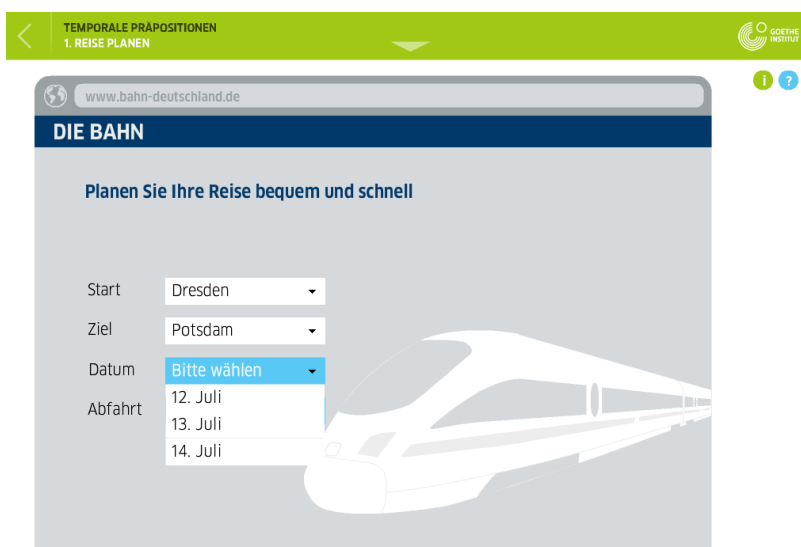 TEMPORALE PRÄPOSITIONEN
1. REISE PLANEN
GOETHE
INSTITUT
i ?
www.bahn-deutschland.de
DIE BAHN
Planen Sie Ihre Reise bequem und schnell
Start Dresden
Ziel Potsdam
Datum Bitte wählen
12. Juli
Abfahrt
13. Juli
14. Juli